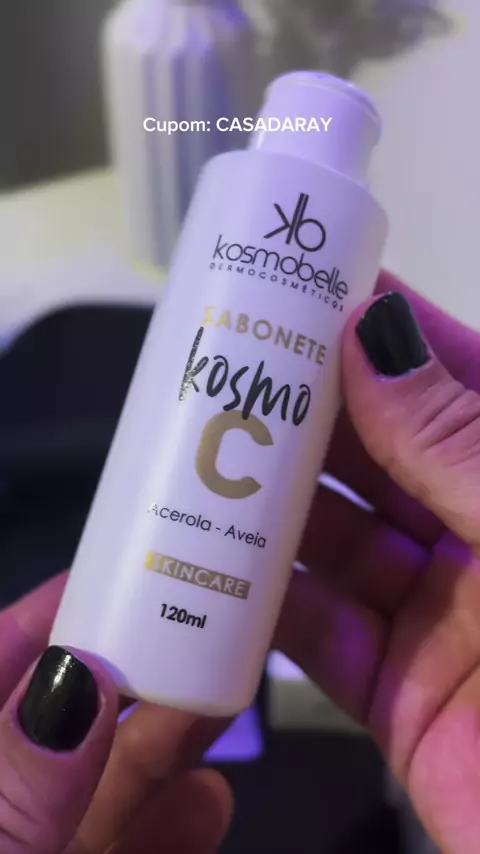 Cupom: CASADARAY
kb
kosmobelle
DERMOCOSMÉTICOS
SABONETE
kosmo
C
Acerola - Aveia
SKINCARE
120ml